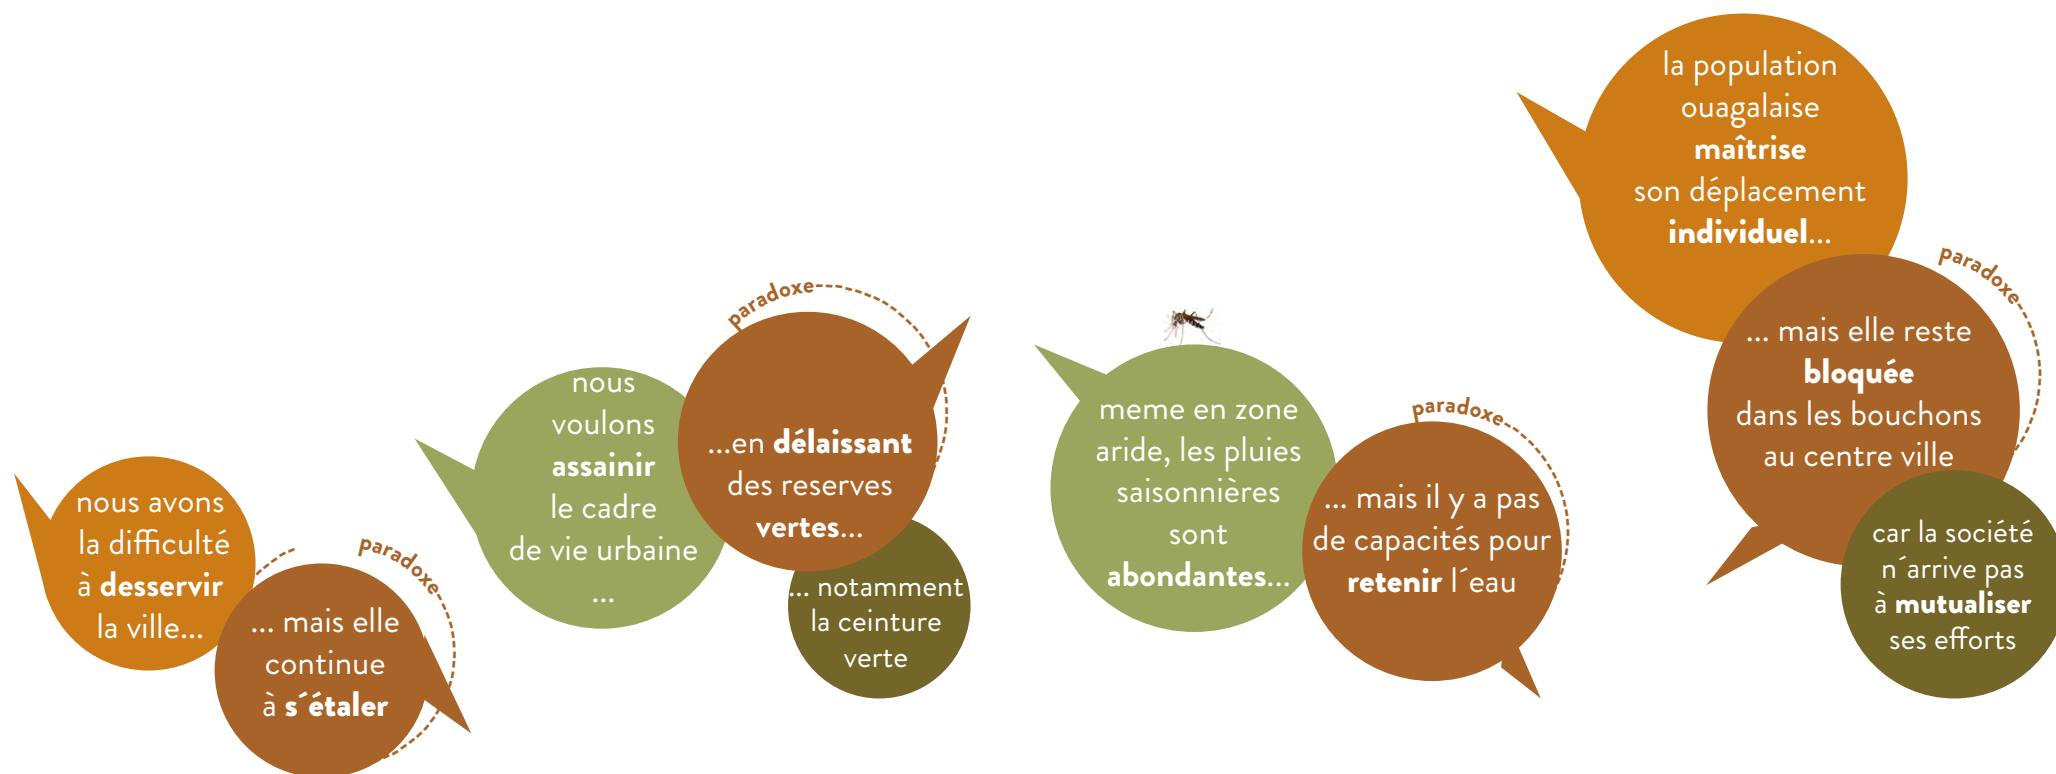 nous avons
la difficulté
à desservir
la ville...
paradoxe
... mais elle
continue
à s´étaler
nous
voulons
assainir
le cadre
de vie urbaine
...
paradoxe
...en délaissant
des reserves
vertes...
... notamment
la ceinture
verte
meme en zone
aride, les pluies
saisonnières
sont
abondantes...
paradoxe
... mais il y a pas
de capacités pour
retenir l´eau
la population
ouagalaise
maîtrise
son déplacement
individuel...
paradoxe
... mais elle reste
bloquée
dans les bouchons
au centre ville
car la société
n´arrive pas
à mutualiser
ses efforts